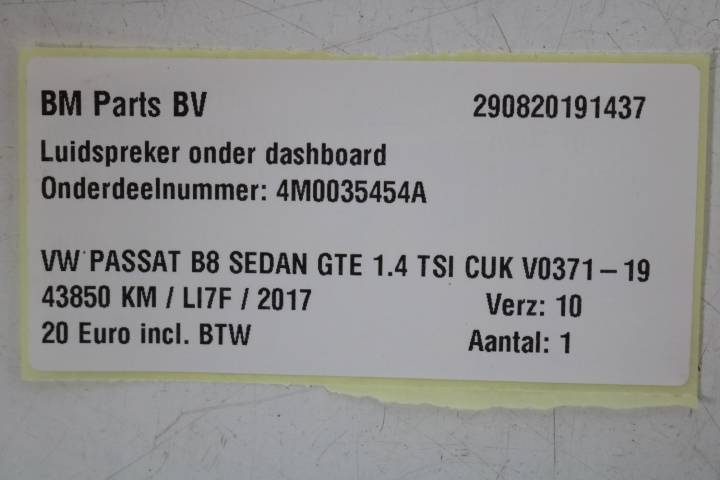 BM Parts BV 290820191437
Luidspreker onder dashboard
Onderdeelnummer: 4M0035454A
VW PASSAT B8 SEDAN GTE 1.4 TSI CUK V0371-19
43850 KM / LI7F / 2017 Verz: 10
20 Euro incl. BTW Aantal: 1